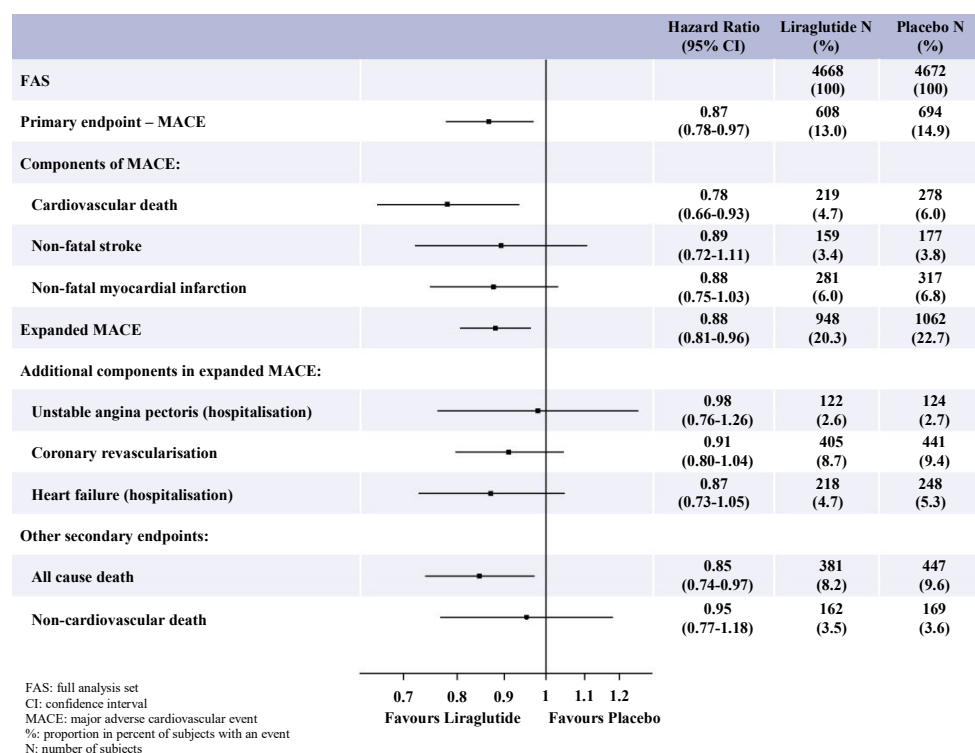 Hazard Ratio (95% CI) Liraglutide N (%) Placebo N (%)
FAS 4668 (100) 4672 (100)
Primary endpoint – MACE 0.87 (0.78-0.97) 608 (13.0) 694 (14.9)
Components of MACE:
Cardiovascular death 0.78 (0.66-0.93) 219 (4.7) 278 (6.0)
Non-fatal stroke 0.89 (0.72-1.11) 159 (3.4) 177 (3.8)
Non-fatal myocardial infarction 0.88 (0.75-1.03) 281 (6.0) 317 (6.8)
Expanded MACE 0.88 (0.81-0.96) 948 (20.3) 1062 (22.7)
Additional components in expanded MACE:
Unstable angina pectoris (hospitalisation) 0.98 (0.76-1.26) 122 (2.6) 124 (2.7)
Coronary revascularisation 0.91 (0.80-1.04) 405 (8.7) 441 (9.4)
Heart failure (hospitalisation) 0.87 (0.73-1.05) 218 (4.7) 248 (5.3)
Other secondary endpoints:
All cause death 0.85 (0.74-0.97) 381 (8.2) 447 (9.6)
Non-cardiovascular death 0.95 (0.77-1.18) 162 (3.5) 169 (3.6)
0.7 0.8 0.9 1 1.1 1.2
Favours Liraglutide Favours Placebo
FAS: full analysis set
CI: confidence interval
MACE: major adverse cardiovascular event
%: proportion in percent of subjects with an event
N: number of subjects